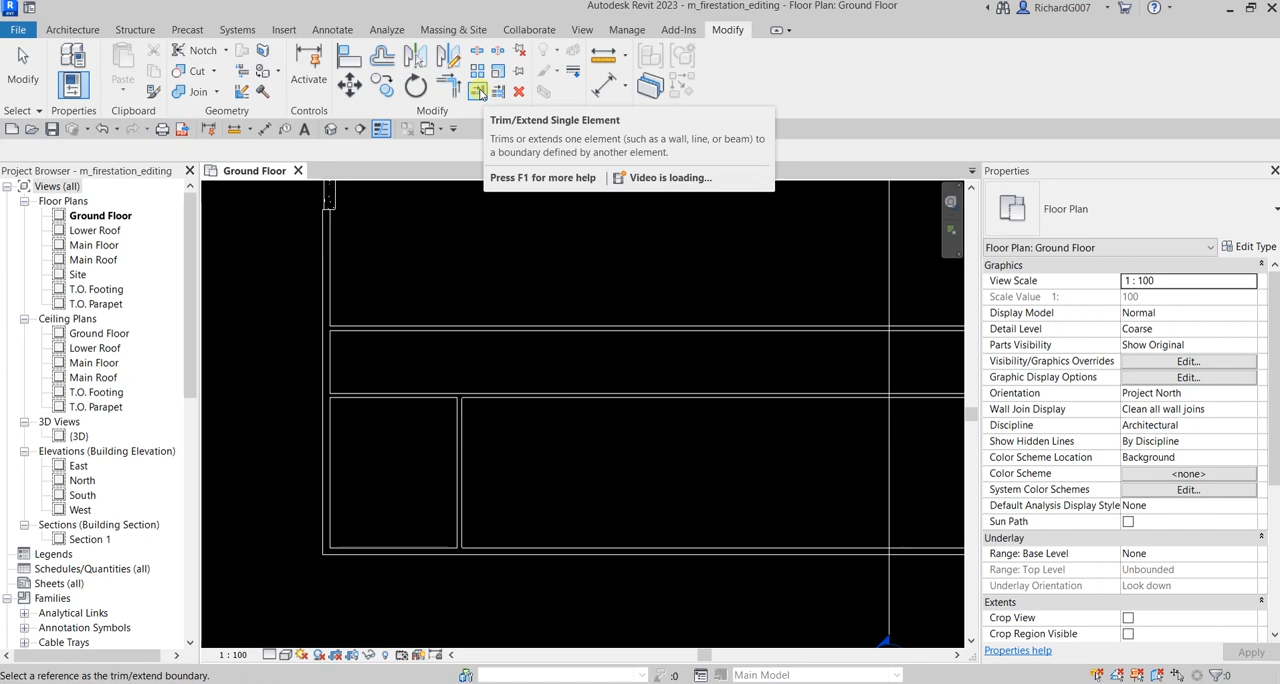 Autodesk Revit 2023 - m_firestation_editing - Floor Plan: Ground Floor
RichardG007
File Architecture Structure Precast Systems Insert Annotate Analyze Massing & Site Collaborate View Manage Add-Ins Modify
Modify
Paste
Notch
Cut
Join
Activate
Select Properties Clipboard Geometry Controls Modify
Trim/Extend Single Element
Trims or extends one element (such as a wall, line, or beam) to
a boundary defined by another element.
Press F1 for more help Video is loading...
Project Browser - m_firestation_editing
Views (all)
Floor Plans
Ground Floor
Lower Roof
Main Floor
Main Roof
Site
T.O. Footing
T.O. Parapet
Ceiling Plans
Ground Floor
Lower Roof
Main Floor
Main Roof
T.O. Footing
T.O. Parapet
3D Views
{3D}
Elevations (Building Elevation)
East
North
South
West
Sections (Building Section)
Section 1
Legends
Schedules/Quantities (all)
Sheets (all)
Families
Analytical Links
Annotation Symbols
Cable Trays
Ground Floor
1 : 100
Properties
Floor Plan
Floor Plan: Ground Floor Edit Type
Graphics
View Scale 1 : 100
Scale Value 1: 100
Display Model Normal
Detail Level Coarse
Parts Visibility Show Original
Visibility/Graphics Overrides Edit...
Graphic Display Options Edit...
Orientation Project North
Wall Join Display Clean all wall joins
Discipline Architectural
Show Hidden Lines By Discipline
Color Scheme Location Background
Color Scheme <none>
System Color Schemes Edit...
Default Analysis Display Style None
Sun Path
Underlay
Range: Base Level None
Range: Top Level Unbounded
Underlay Orientation Look down
Extents
Crop View
Crop Region Visible
Properties help Apply
Select a reference as the trim/extend boundary.
:0
Main Model
:0